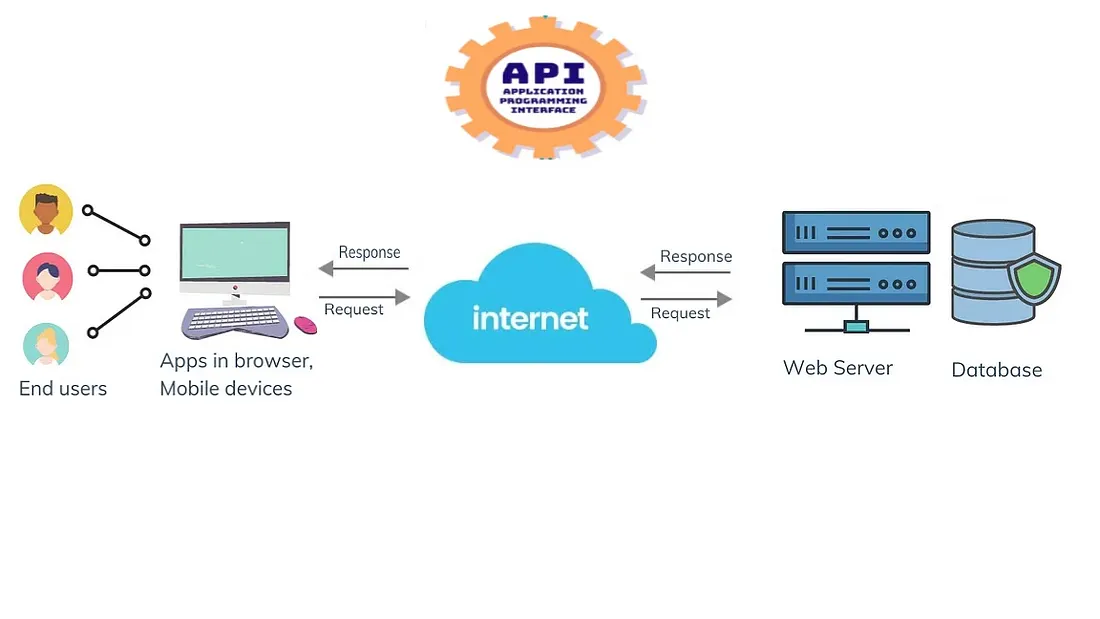 API
APPLICATION
PROGRAMMING
INTERFACE
Response
Request
internet
Response
Request
End users
Apps in browser,
Mobile devices
Web Server
Database